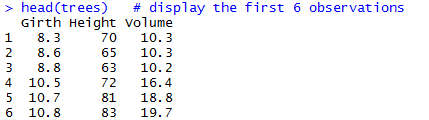 > head(trees)   # display the first 6 observations
  Girth Height Volume
1   8.3     70   10.3
2   8.6     65   10.3
3   8.8     63   10.2
4  10.5     72   16.4
5  10.7     81   18.8
6  10.8     83   19.7